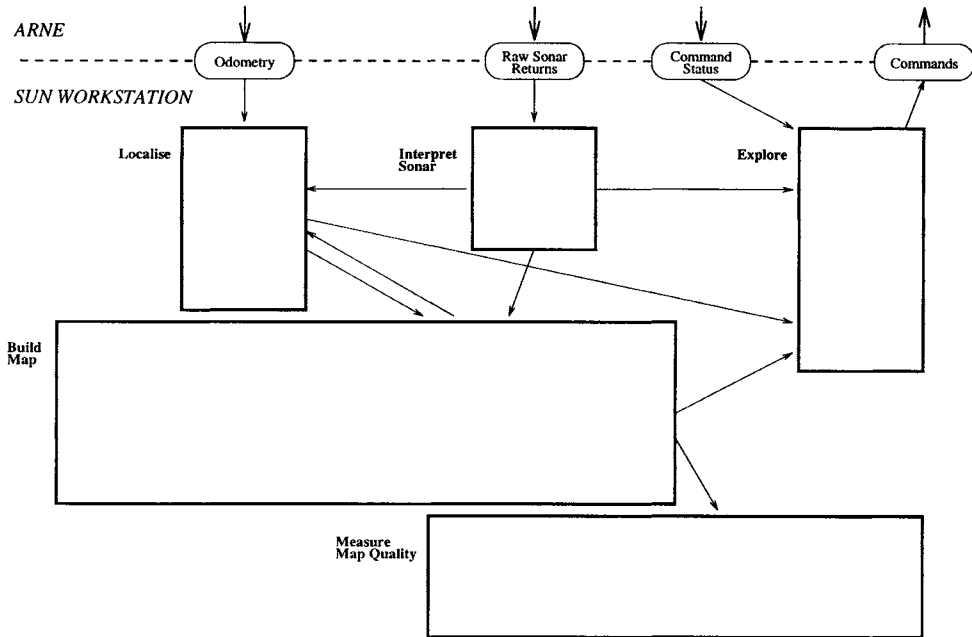 ARNE
Odometry
Raw Sonar
Returns
Command
Status
Commands
SUN WORKSTATION
Localise
Interpret
Sonar
Explore
Build
Map
Measure
Map Quality